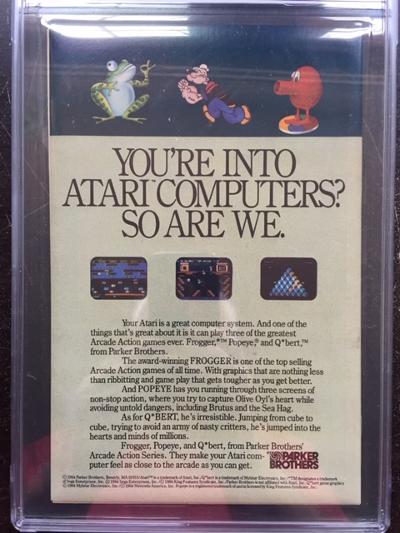 YOU'RE INTO
ATARI COMPUTERS?
SO ARE WE.
Your Atari is a great computer system. And one of the
things that's great about it is it can play three of the greatest
Arcade Action games ever. Frogger,*™ Popeye,® and Q*bert,™
from Parker Brothers.
The award-winning FROGGER is one of the top selling
Arcade Action games of all time. With graphics that are nothing less
than ribbitting and game play that gets tougher as you get better.
And POPEYE has you running through three screens of
non-stop action, where you try to capture Olive Oyl's heart while
avoiding untold dangers, including Brutus and the Sea Hag.
As for Q*BERT, he's irresistible. Jumping from cube to
cube, trying to avoid an army of nasty critters, he's jumped into the
hearts and minds of millions.
Frogger, Popeye, and Q*bert, from Parker Brothers'
Arcade Action Series. They make your Atari com-
puter feel as close to the arcade as you can get.
PARKER
BROTHERS